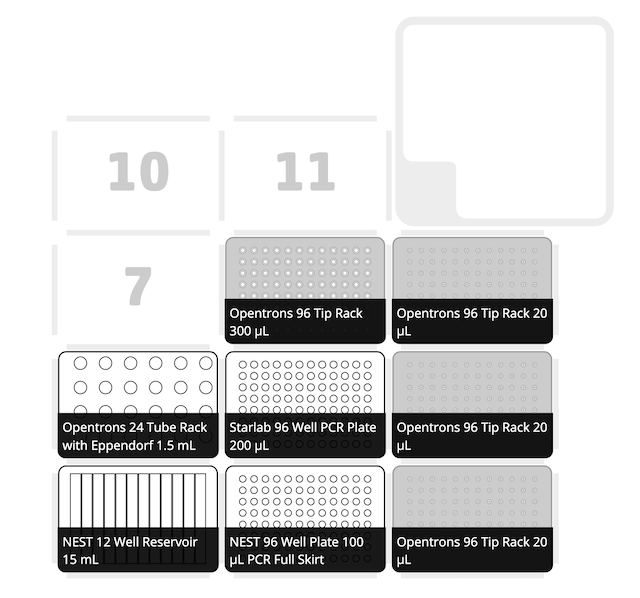 10
11
7
Opentrons 96 Tip Rack
300 µL
Opentrons 96 Tip Rack 20
µL
Opentrons 24 Tube Rack
with Eppendorf 1.5 mL
Starlab 96 Well PCR Plate
200 µL
Opentrons 96 Tip Rack 20
µL
NEST 12 Well Reservoir
15 mL
NEST 96 Well Plate 100
µL PCR Full Skirt
Opentrons 96 Tip Rack 20
µL